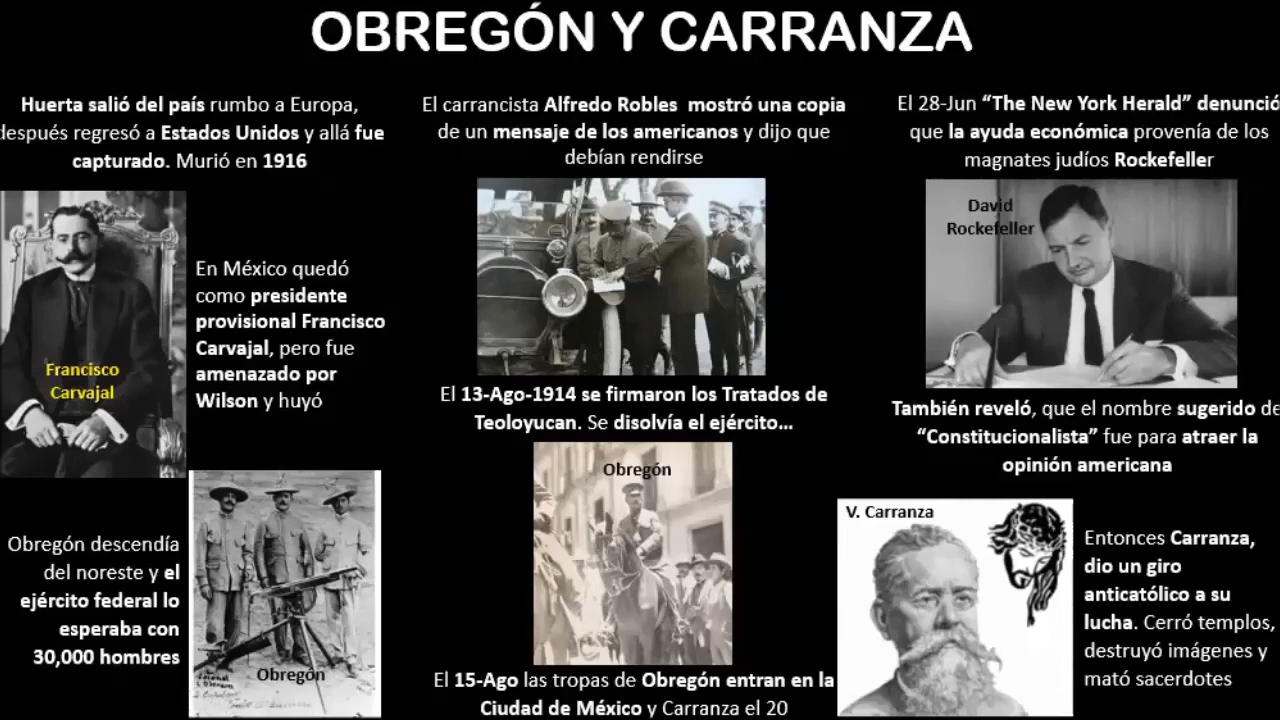 OBREGÓN Y CARRANZA
Huerta salió del país rumbo a Europa,
después regresó a Estados Unidos y allá fue
capturado. Murió en 1916
Francisco
Carvajal
En México quedó
como presidente
provisional Francisco
Carvajal, pero fue
amenazado por
Wilson y huyó
Obregón descendía
del noreste y el
ejército federal lo
esperaba con
30,000 hombres
Obregón
El carrancista Alfredo Robles mostró una copia
de un mensaje de los americanos y dijo que
debían rendirse
El 13-Ago-1914 se firmaron los Tratados de
Teoloyucan. Se disolvía el ejército...
Obregón
El 15-Ago las tropas de Obregón entran en la
Ciudad de México y Carranza el 20
El 28-Jun “The New York Herald” denunció
que la ayuda económica provenía de los
magnates judíos Rockefeller
David
Rockefeller
También reveló, que el nombre sugerido de
“Constitucionalista” fue para atraer la
opinión americana
V. Carranza
Entonces Carranza,
dio un giro
anticatólico a su
lucha. Cerró templos,
destruyó imágenes y
mató sacerdotes